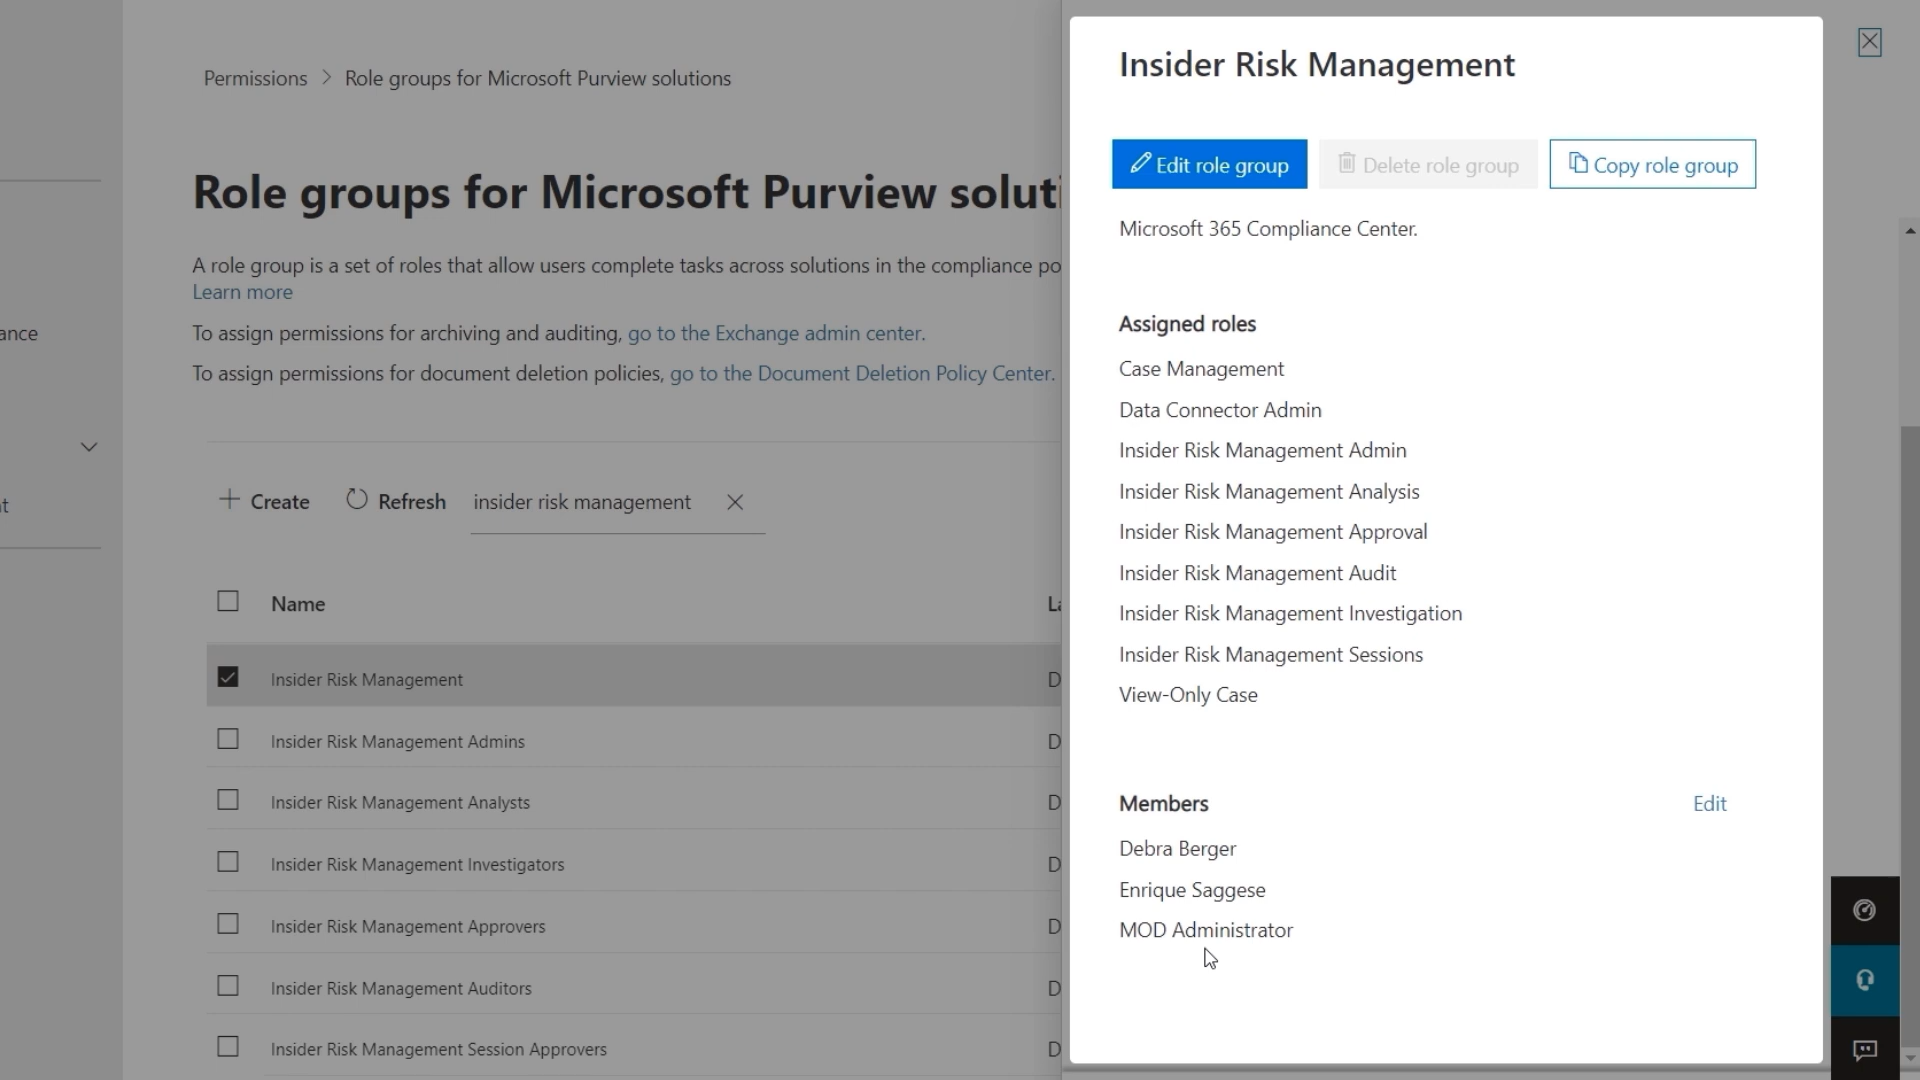 Permissions > Role groups for Microsoft Purview solutions
Role groups for Microsoft Purview soluti
A role group is a set of roles that allow users complete tasks across solutions in the compliance po
Learn more
To assign permissions for archiving and auditing, go to the Exchange admin center.
To assign permissions for document deletion policies, go to the Document Deletion Policy Center.
ance
t
Create
Refresh
insider risk management
Name
La
Insider Risk Management
D
Insider Risk Management Admins
D
Insider Risk Management Analysts
D
Insider Risk Management Investigators
D
Insider Risk Management Approvers
D
Insider Risk Management Auditors
D
Insider Risk Management Session Approvers
D
Insider Risk Management
Edit role group
Delete role group
Copy role group
Microsoft 365 Compliance Center.
Assigned roles
Case Management
Data Connector Admin
Insider Risk Management Admin
Insider Risk Management Analysis
Insider Risk Management Approval
Insider Risk Management Audit
Insider Risk Management Investigation
Insider Risk Management Sessions
View-Only Case
Members
Edit
Debra Berger
Enrique Saggese
MOD Administrator